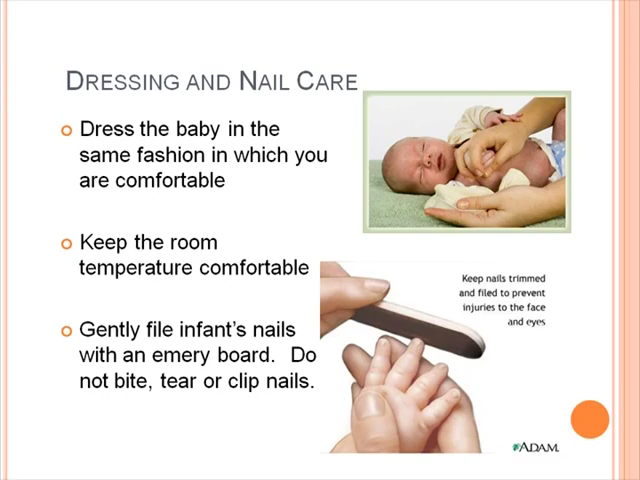 DRESSING AND NAIL CARE
Dress the baby in the
same fashion in which you
are comfortable
Keep the room
temperature comfortable
Gently file infant's nails
with an emery board. Do
not bite, tear or clip nails.
Keep nails trimmed
and filed to prevent
injuries to the face
and eyes
ADAM.